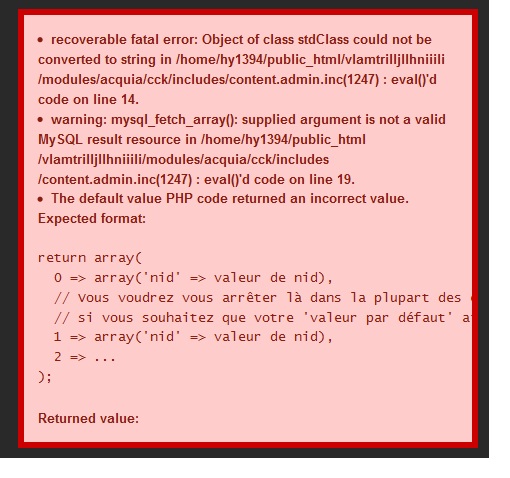 • recoverable fatal error: Object of class stdClass could not be
converted to string in /home/hy1394/public_html/vlamtrilljllhniiili
/modules/acquia/cck/includes/content.admin.inc(1247) : eval()'d
code on line 14.
• warning: mysql_fetch_array(): supplied argument is not a valid
MySQL result resource in /home/hy1394/public_html
/vlamtrilljllhniiili/modules/acquia/cck/includes
/content.admin.inc(1247) : eval()'d code on line 19.
• The default value PHP code returned an incorrect value.
Expected format:
return array(
  0 => array('nid' => valeur de nid),
  // Vous voudrez vous arrêter là dans la plupart des
  // si vous souhaitez que votre 'valeur par défaut'
  1 => array('nid' => valeur de nid),
  2 => ...
);
Returned value: